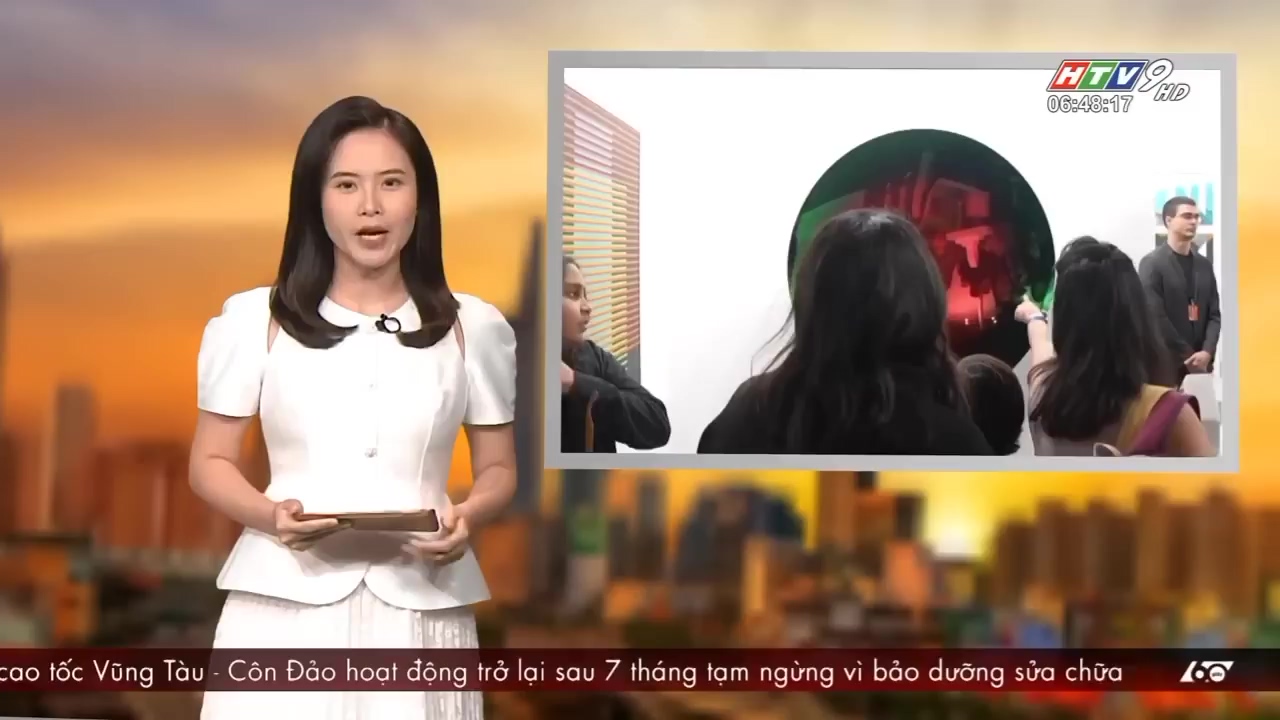 HTV9 HD
06:48:17
cao tốc Vũng Tàu - Côn Đảo hoạt động trở lại sau 7 tháng tạm ngừng vì bảo dưỡng sửa chữa
60